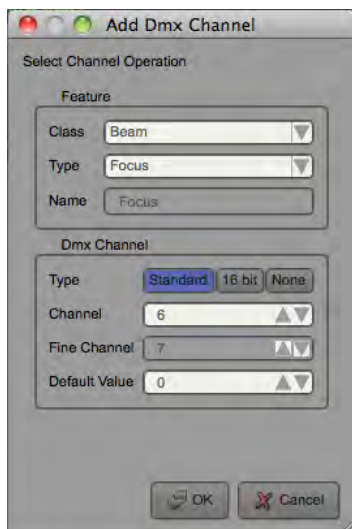 Add Dmx Channel
Select Channel Operation
Feature
Class Beam
Type Focus
Name Focus
Dmx Channel
Type Standard 16 bit None
Channel 6
Fine Channel 7
Default Value 0
OK Cancel